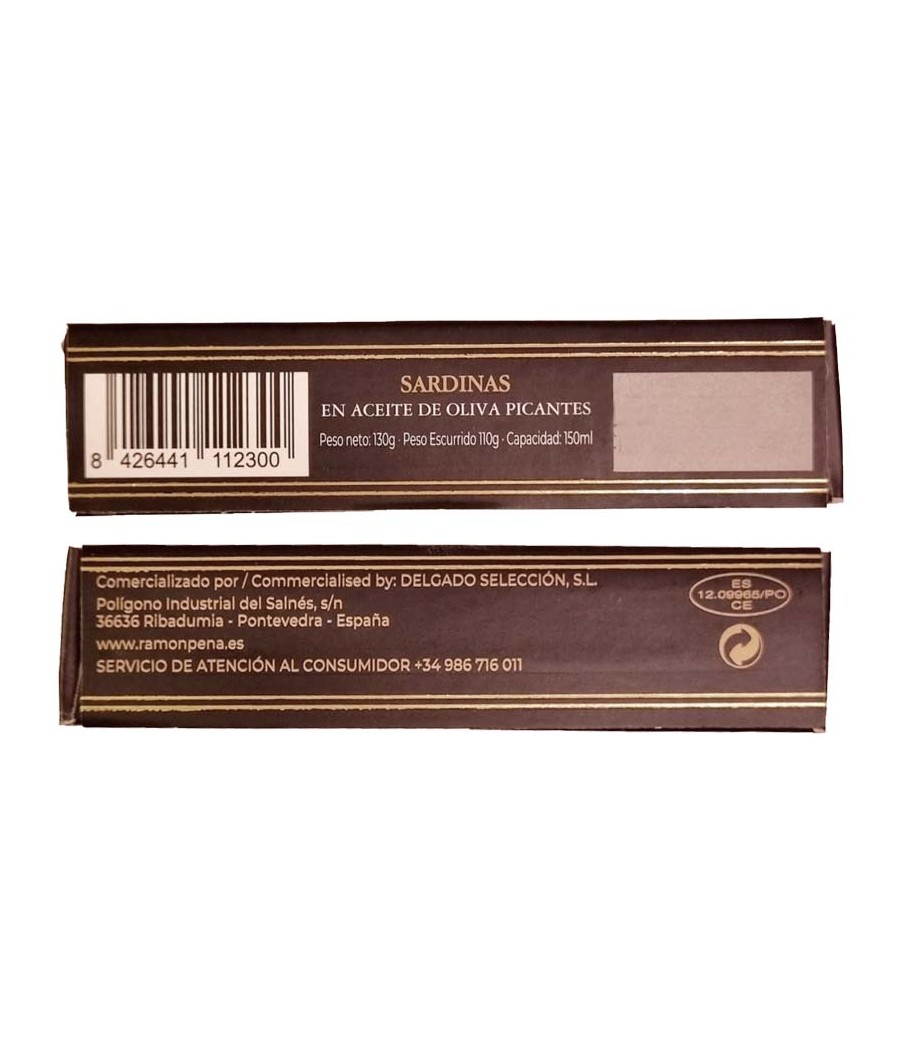 8 426441 112300
SARDINAS
EN ACEITE DE OLIVA PICANTES
Peso neto: 130g · Peso Escurrido 110g · Capacidad: 150ml
Comercializado por / Commercialised by: DELGADO SELECCIÓN, S.L.
Polígono Industrial del Salnés, s/n
36636 Ribadumia - Pontevedra - España
www.ramonpena.es
SERVICIO DE ATENCIÓN AL CONSUMIDOR +34 986 716 011
ES
12.09965/PO
CE